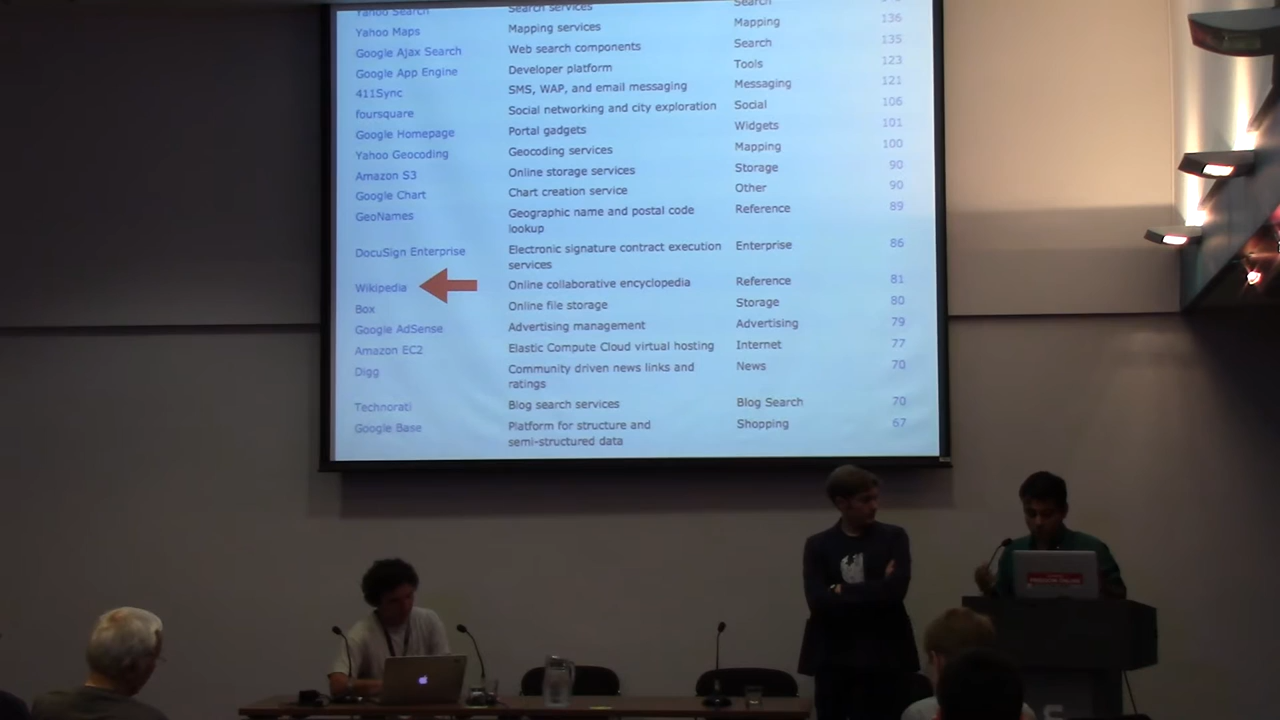 Yahoo Search Search services Search
Yahoo Maps Mapping services Mapping 136
Google Ajax Search Web search components Search 135
Google App Engine Developer platform Tools 123
411Sync SMS, WAP, and email messaging Messaging 121
foursquare Social networking and city exploration Social 106
Google Homepage Portal gadgets Widgets 101
Yahoo Geocoding Geocoding services Mapping 100
Amazon S3 Online storage services Storage 90
Google Chart Chart creation service Other 90
GeoNames Geographic name and postal code Reference 89
lookup
DocuSign Enterprise Electronic signature contract execution Enterprise 86
services
Wikipedia Online collaborative encyclopedia Reference 81
Box Online file storage Storage 80
Google AdSense Advertising management Advertising 79
Amazon EC2 Elastic Compute Cloud virtual hosting Internet 77
Digg Community driven news links and News 70
ratings
Technorati Blog search services Blog Search 70
Google Base Platform for structure and Shopping 67
semi-structured data